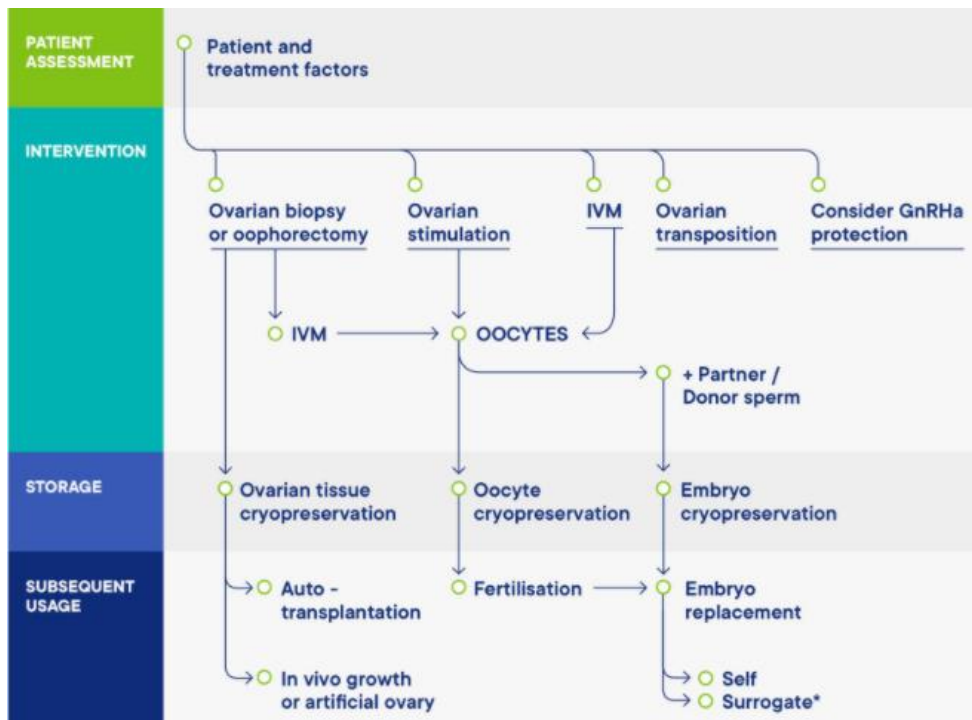 PATIENT
ASSESSMENT
Patient and
treatment factors
INTERVENTION
Ovarian biopsy
or oophorectomy
Ovarian
stimulation
IVM
Ovarian
transposition
Consider GnRHa
protection
IVM
OOCYTES
+ Partner /
Donor sperm
STORAGE
Ovarian tissue
cryopreservation
Oocyte
cryopreservation
Embryo
cryopreservation
SUBSEQUENT
USAGE
Auto -
transplantation
Fertilisation
Embryo
replacement
In vivo growth
or artificial ovary
Self
Surrogate*